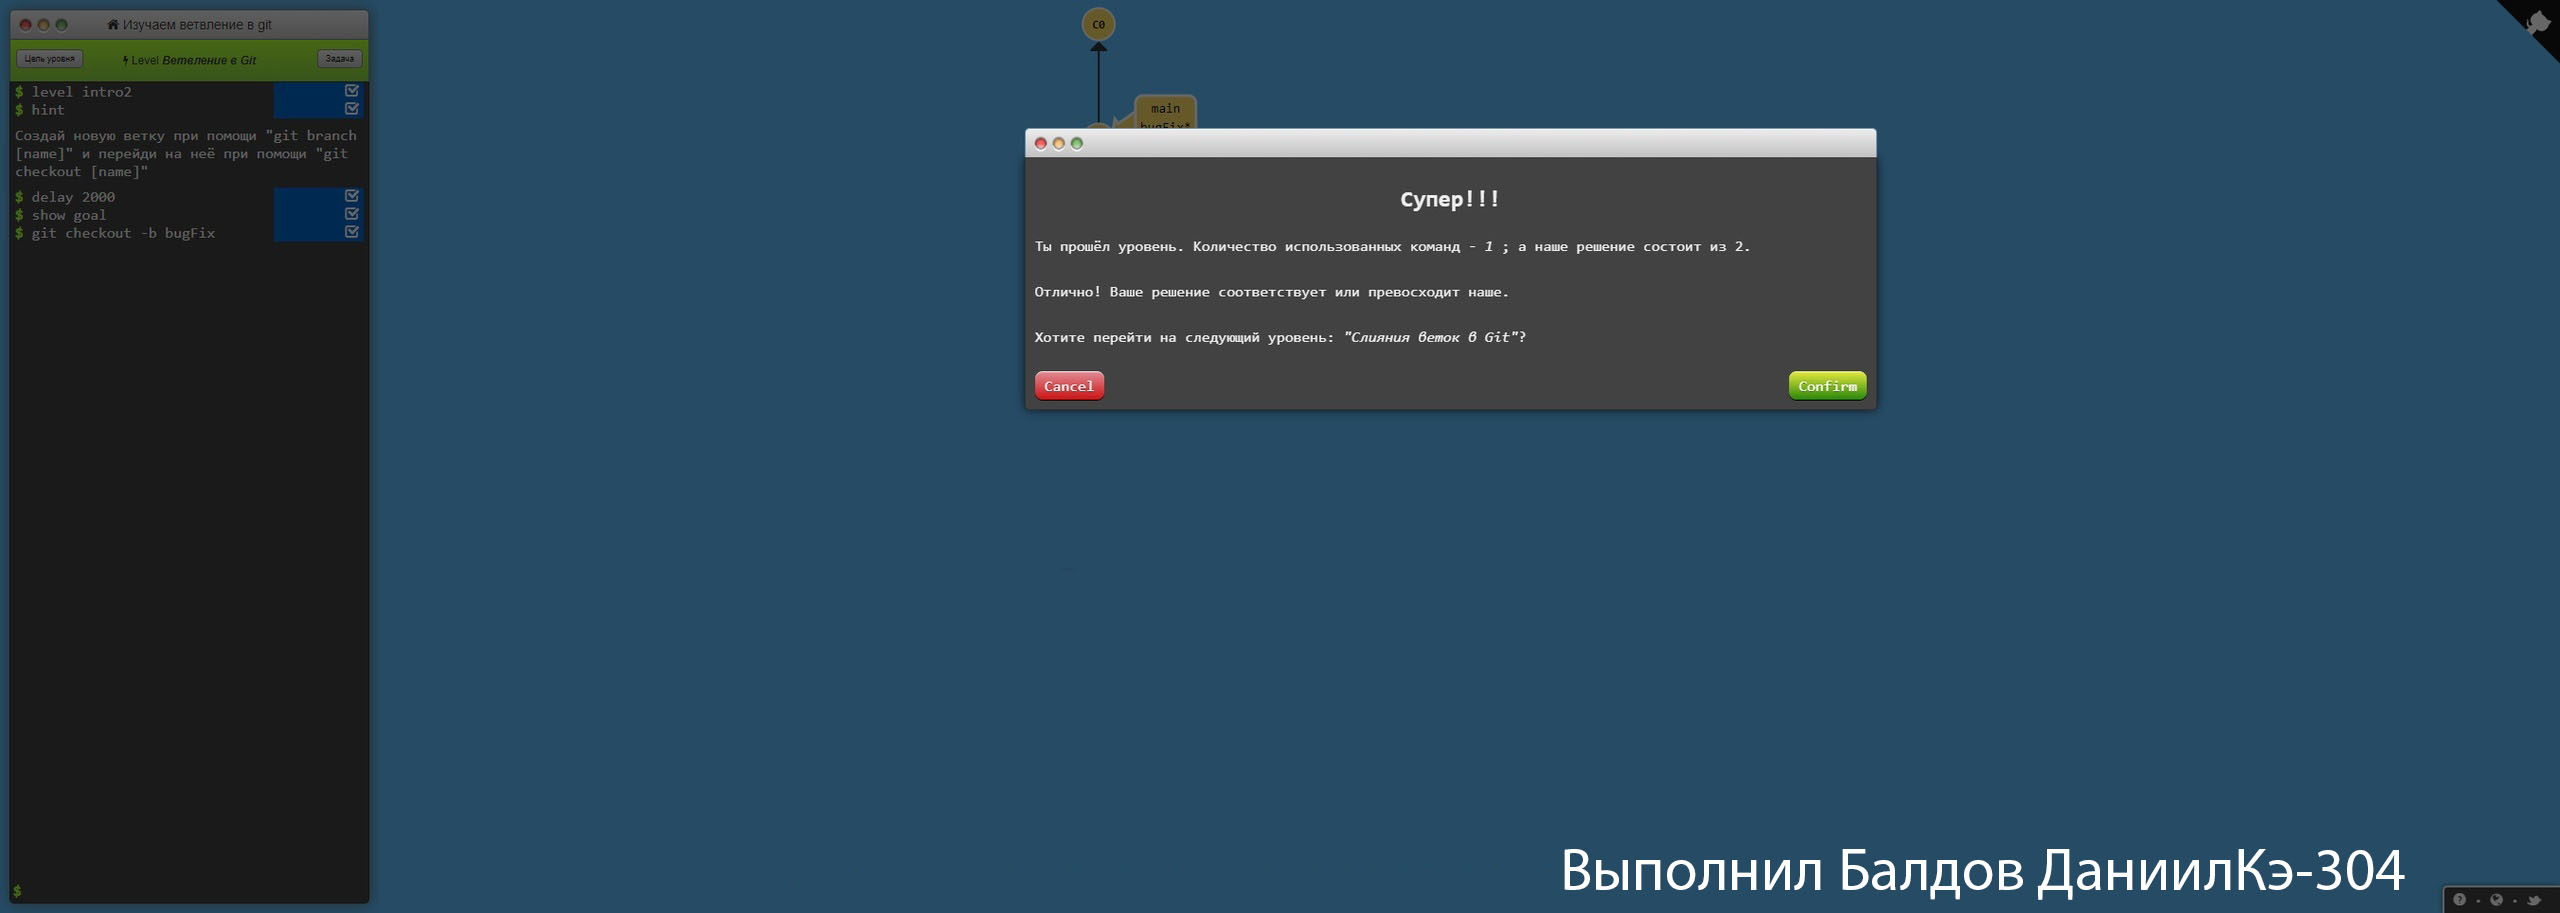 Изучаем ветвление в git
Цель уровня
Level Ветвление в Git
Задача
$ level intro2
$ hint
Создай новую ветку при помощи "git branch
[name]" и перейди на неё при помощи "git
checkout [name]"
$ delay 2000
$ show goal
$ git checkout -b bugFix
$
C0
main
bugFix*
Супер!!!
Ты прошёл уровень. Количество использованных команд - 1 ; а наше решение состоит из 2.
Отлично! Ваше решение соответствует или превосходит наше.
Хотите перейти на следующий уровень: "Слияния веток в Git"?
Cancel
Confirm
Выполнил Балдов ДаниилКэ-304